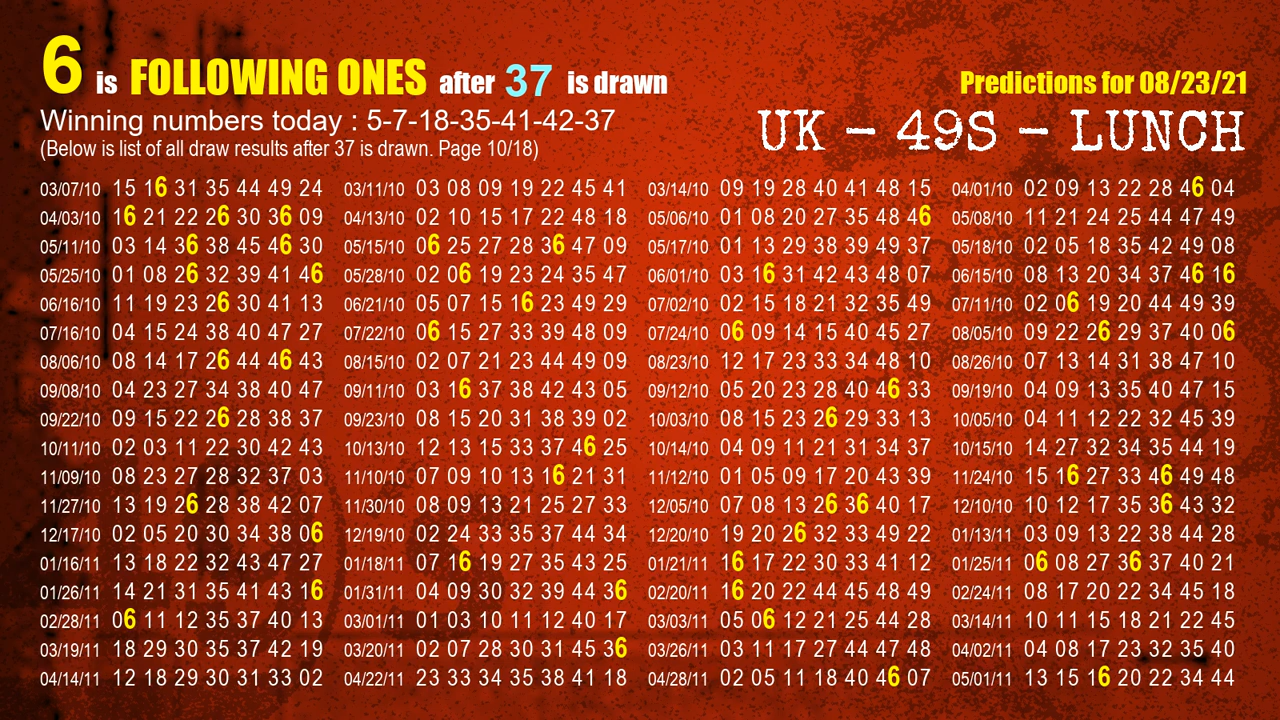 6 is FOLLOWING ONES after 37 is drawn
Predictions for 08/23/21
Winning numbers today : 5-7-18-35-41-42-37
UK - 49S - LUNCH
(Below is list of all draw results after 37 is drawn. Page 10/18)
03/07/10 15 16 31 35 44 49 24 03/11/10 03 08 09 19 22 45 41 03/14/10 09 19 28 40 41 48 15 04/01/10 02 09 13 22 28 46 04
04/03/10 16 21 22 26 30 36 09 04/13/10 02 10 15 17 22 48 18 05/06/10 01 08 20 27 35 48 46 05/08/10 11 21 24 25 44 47 49
05/11/10 03 14 36 38 45 46 30 05/15/10 06 25 27 28 36 47 09 05/17/10 01 13 29 38 39 49 37 05/18/10 02 05 18 35 42 49 08
05/25/10 01 08 26 32 39 41 46 05/28/10 02 06 19 23 24 35 47 06/01/10 03 16 31 42 43 48 07 06/15/10 08 13 20 34 37 46 16
06/16/10 11 19 23 26 30 41 13 06/21/10 05 07 15 16 23 49 29 07/02/10 02 15 18 21 32 35 49 07/11/10 02 06 19 20 44 49 39
07/16/10 04 15 24 38 40 47 27 07/22/10 06 15 27 33 39 48 09 07/24/10 06 09 14 15 40 45 27 08/05/10 09 22 26 29 37 40 06
08/06/10 08 14 17 26 44 46 43 08/15/10 02 07 21 23 44 49 09 08/23/10 12 17 23 33 34 48 10 08/26/10 07 13 14 31 38 47 10
09/08/10 04 23 27 34 38 40 47 09/11/10 03 16 37 38 42 43 05 09/12/10 05 20 23 28 40 46 33 09/19/10 04 09 13 35 40 47 15
09/22/10 09 15 22 26 28 38 37 09/23/10 08 15 20 31 38 39 02 10/03/10 08 15 23 26 29 33 13 10/05/10 04 11 12 22 32 45 39
10/11/10 02 03 11 22 30 42 43 10/13/10 12 13 15 33 37 46 25 10/14/10 04 09 11 21 31 34 37 10/15/10 14 27 32 34 35 44 19
11/09/10 08 23 27 28 32 37 03 11/10/10 07 09 10 13 16 21 31 11/12/10 01 05 09 17 20 43 39 11/24/10 15 16 27 33 46 49 48
11/27/10 13 19 26 28 38 42 07 11/30/10 08 09 13 21 25 27 33 12/05/10 07 08 13 26 36 40 17 12/10/10 10 12 17 35 36 43 32
12/17/10 02 05 20 30 34 38 06 12/19/10 02 24 33 35 37 44 34 12/20/10 19 20 26 32 33 49 22 01/13/11 03 09 13 22 38 44 28
01/16/11 13 18 22 32 43 47 27 01/18/11 07 16 19 27 35 43 25 01/21/11 16 17 22 30 33 41 12 01/25/11 06 08 27 36 37 40 21
01/26/11 14 21 31 35 41 43 16 01/31/11 04 09 30 32 39 44 36 02/20/11 16 20 22 44 45 48 49 02/24/11 08 17 20 22 34 45 18
02/28/11 06 11 12 35 37 40 13 03/01/11 01 03 10 11 12 40 17 03/03/11 05 06 12 21 25 44 28 03/14/11 10 11 15 18 21 22 45
03/19/11 18 29 30 35 37 42 19 03/20/11 02 07 28 30 31 45 36 03/26/11 03 11 30 44 47 48 04/02/11 04 08 17 23 32 35 40
04/14/11 12 18 29 30 31 33 02 04/22/11 23 33 34 35 38 41 18 04/28/11 02 05 11 18 40 46 07 05/01/11 13 15 16 20 22 34 44